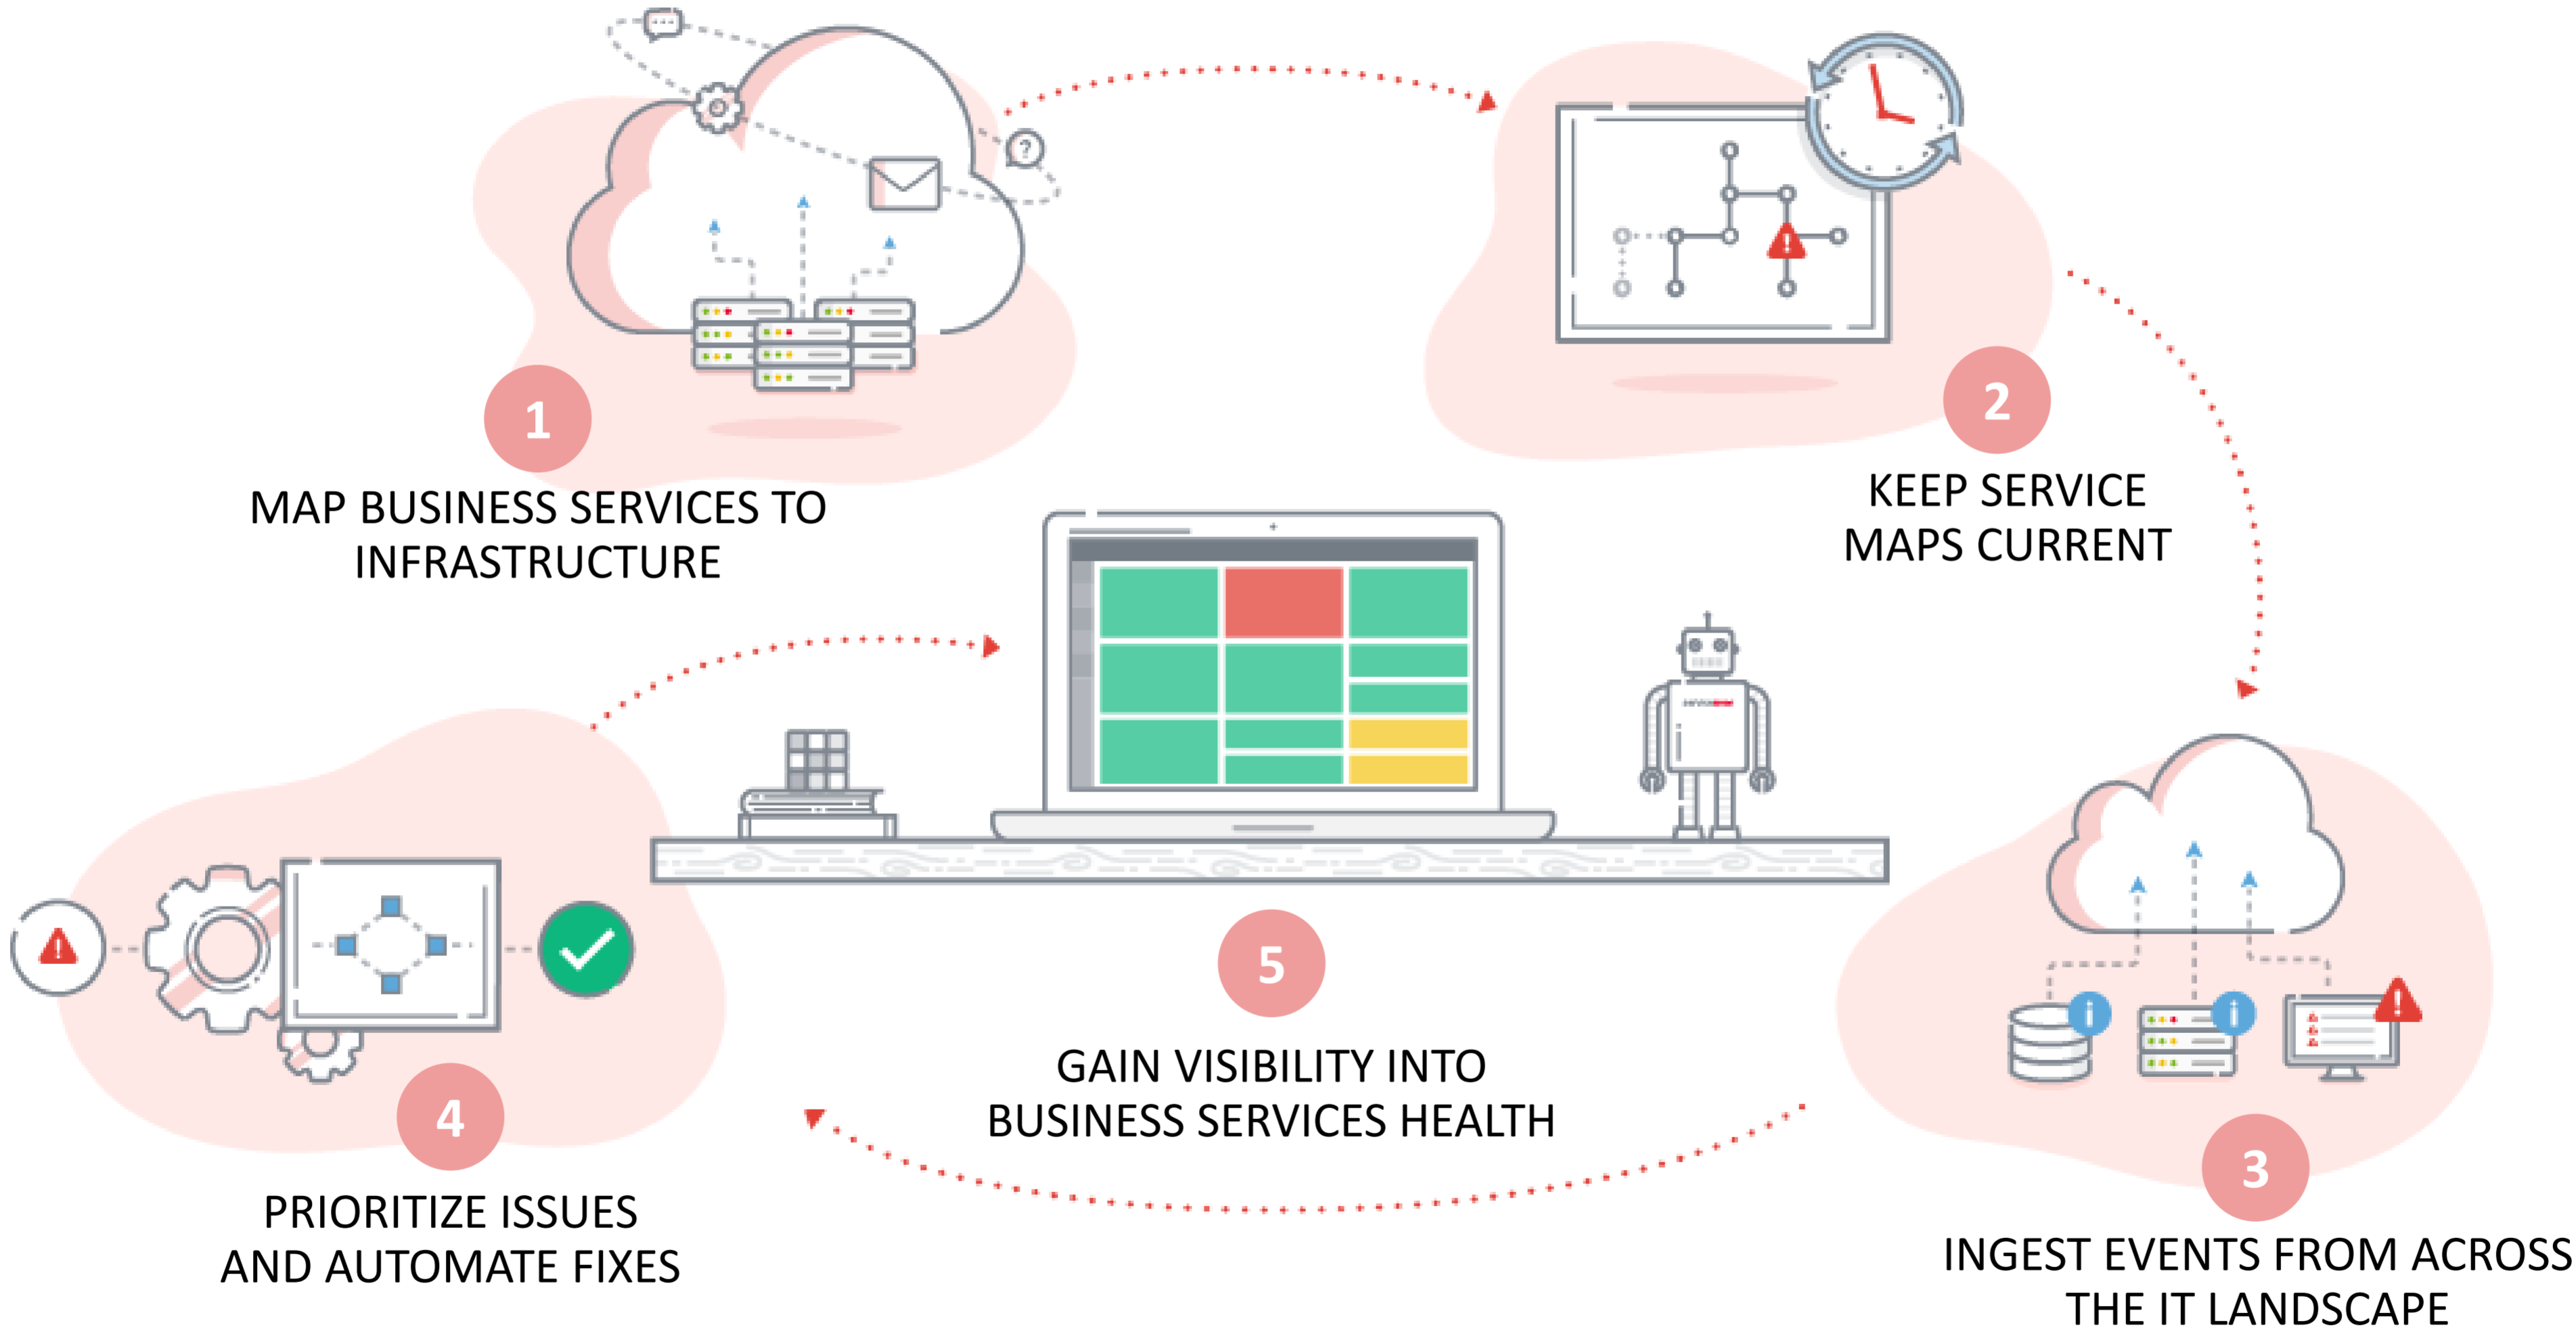 1
MAP BUSINESS SERVICES TO
INFRASTRUCTURE
2
KEEP SERVICE
MAPS CURRENT
3
INGEST EVENTS FROM ACROSS
THE IT LANDSCAPE
4
PRIORITIZE ISSUES
AND AUTOMATE FIXES
5
GAIN VISIBILITY INTO
BUSINESS SERVICES HEALTH